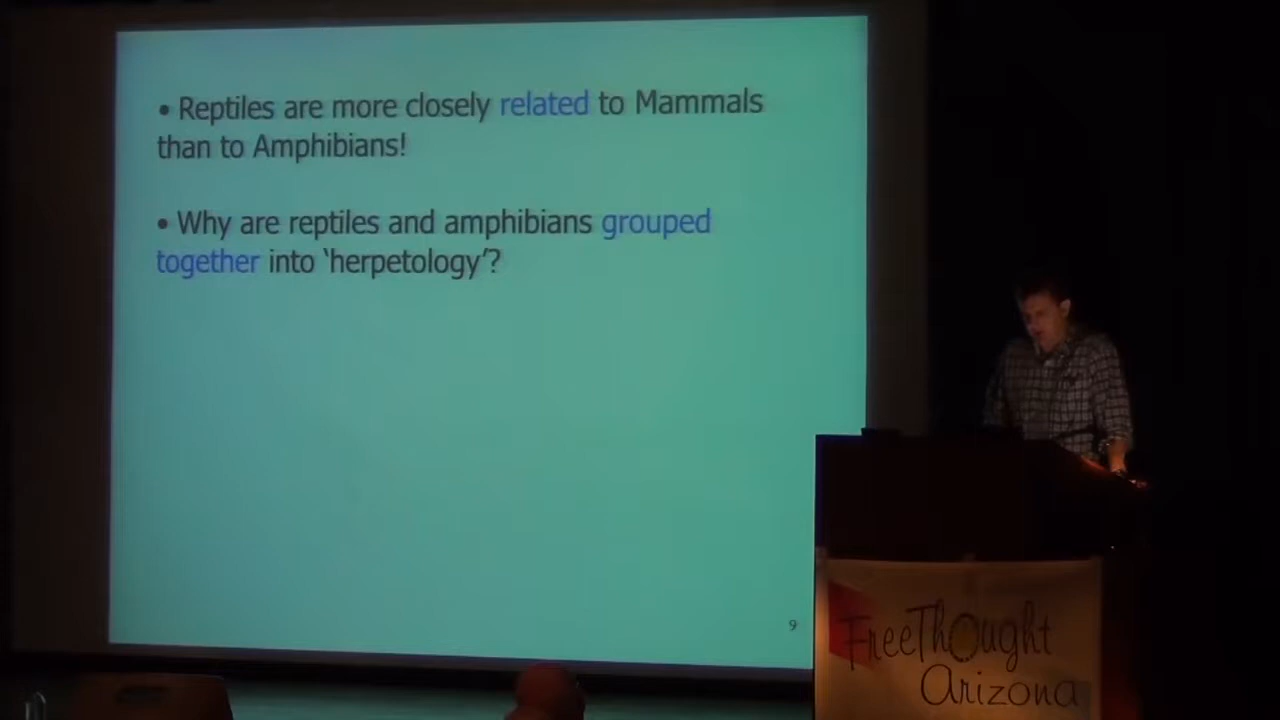 • Reptiles are more closely related to Mammals
than to Amphibians!
• Why are reptiles and amphibians grouped
together into ‘herpetology’?
9
FreeThought
Arizona